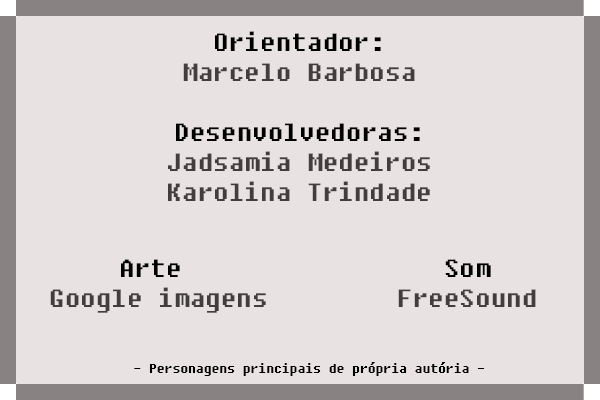 Orientador:
Marcelo Barbosa
Desenvolvedoras:
Jadsamia Medeiros
Karolina Trindade
Arte
Google imagens
Som
FreeSound
- Personagens principais de própria autória -